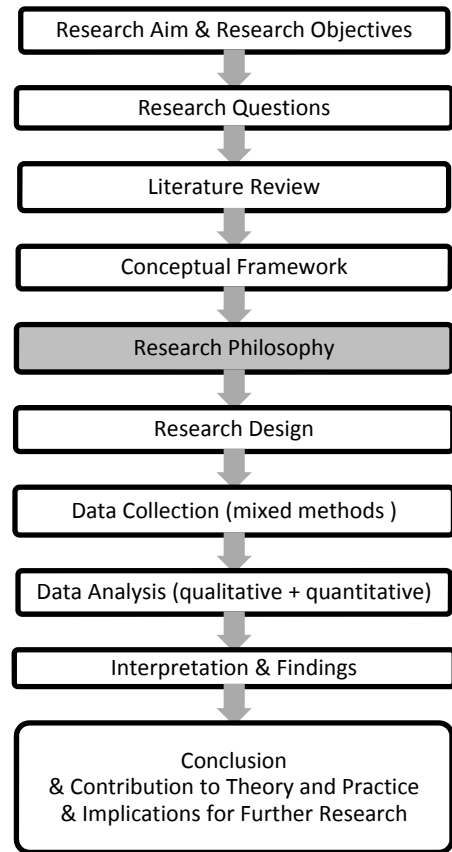 Research Aim & Research Objectives
Research Questions
Literature Review
Conceptual Framework
Research Philosophy
Research Design
Data Collection (mixed methods )
Data Analysis (qualitative + quantitative)
Interpretation & Findings
Conclusion
& Contribution to Theory and Practice
& Implications for Further Research